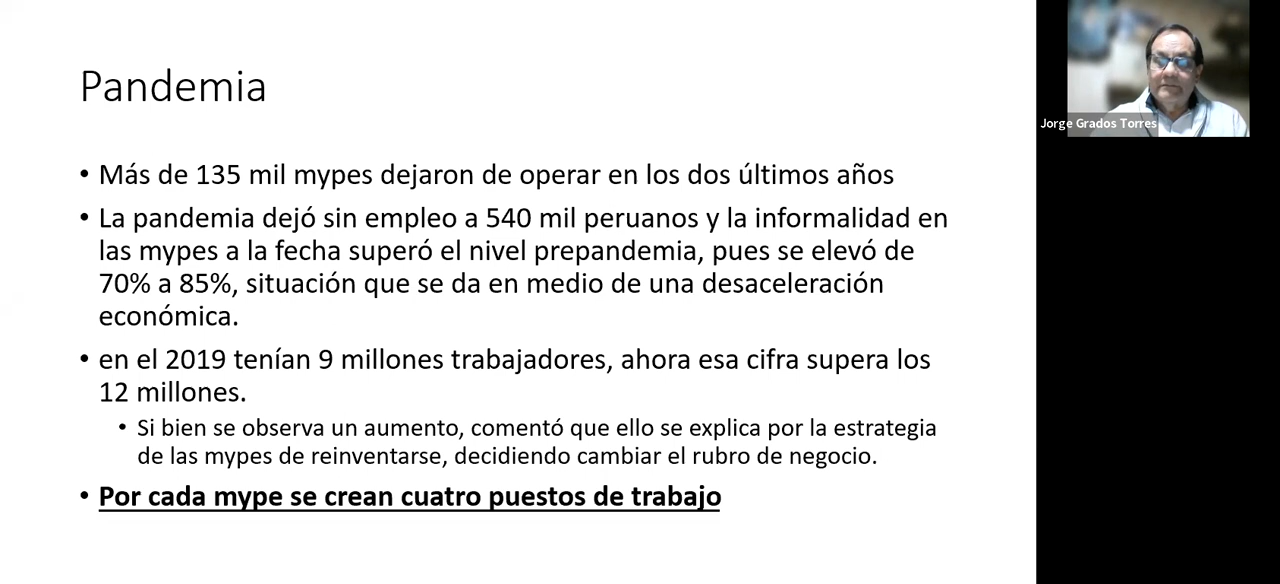 Pandemia
• Más de 135 mil mypes dejaron de operar en los dos últimos años
• La pandemia dejó sin empleo a 540 mil peruanos y la informalidad en
las mypes a la fecha superó el nivel prepandemia, pues se elevó de
70% a 85%, situación que se da en medio de una desaceleración
económica.
• en el 2019 tenían 9 millones trabajadores, ahora esa cifra supera los
12 millones.
• Si bien se observa un aumento, comentó que ello se explica por la estrategia
de las mypes de reinventarse, decidiendo cambiar el rubro de negocio.
• Por cada mype se crean cuatro puestos de trabajo
Jorge Grados Torres